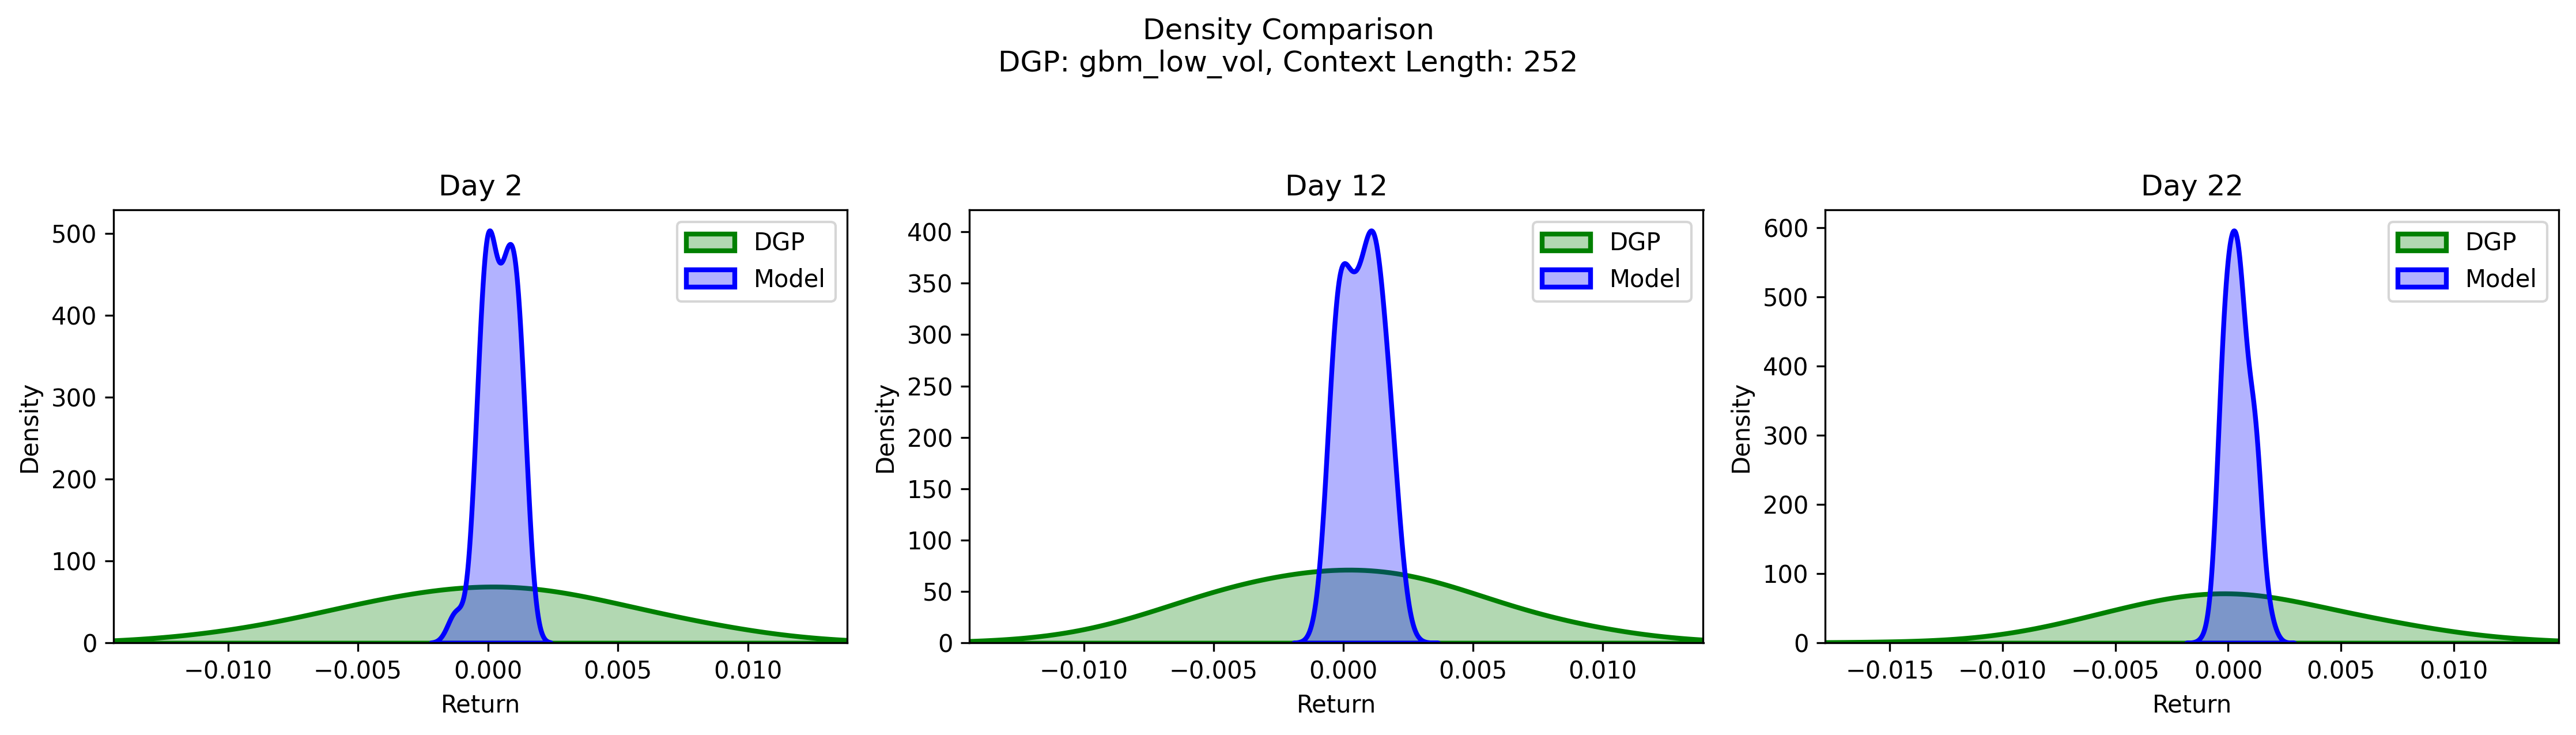 Density Comparison
DGP: gbm_low_vol, Context Length: 252
Day 2
500
400
300
200
100
0
Density
−0.010
−0.005
0.000
0.005
0.010
Return
DGP
Model
Day 12
400
350
300
250
200
150
100
50
0
Density
−0.010
−0.005
0.000
0.005
0.010
Return
DGP
Model
Day 22
600
500
400
300
200
100
0
Density
−0.015
−0.010
−0.005
0.000
0.005
0.010
Return
DGP
Model